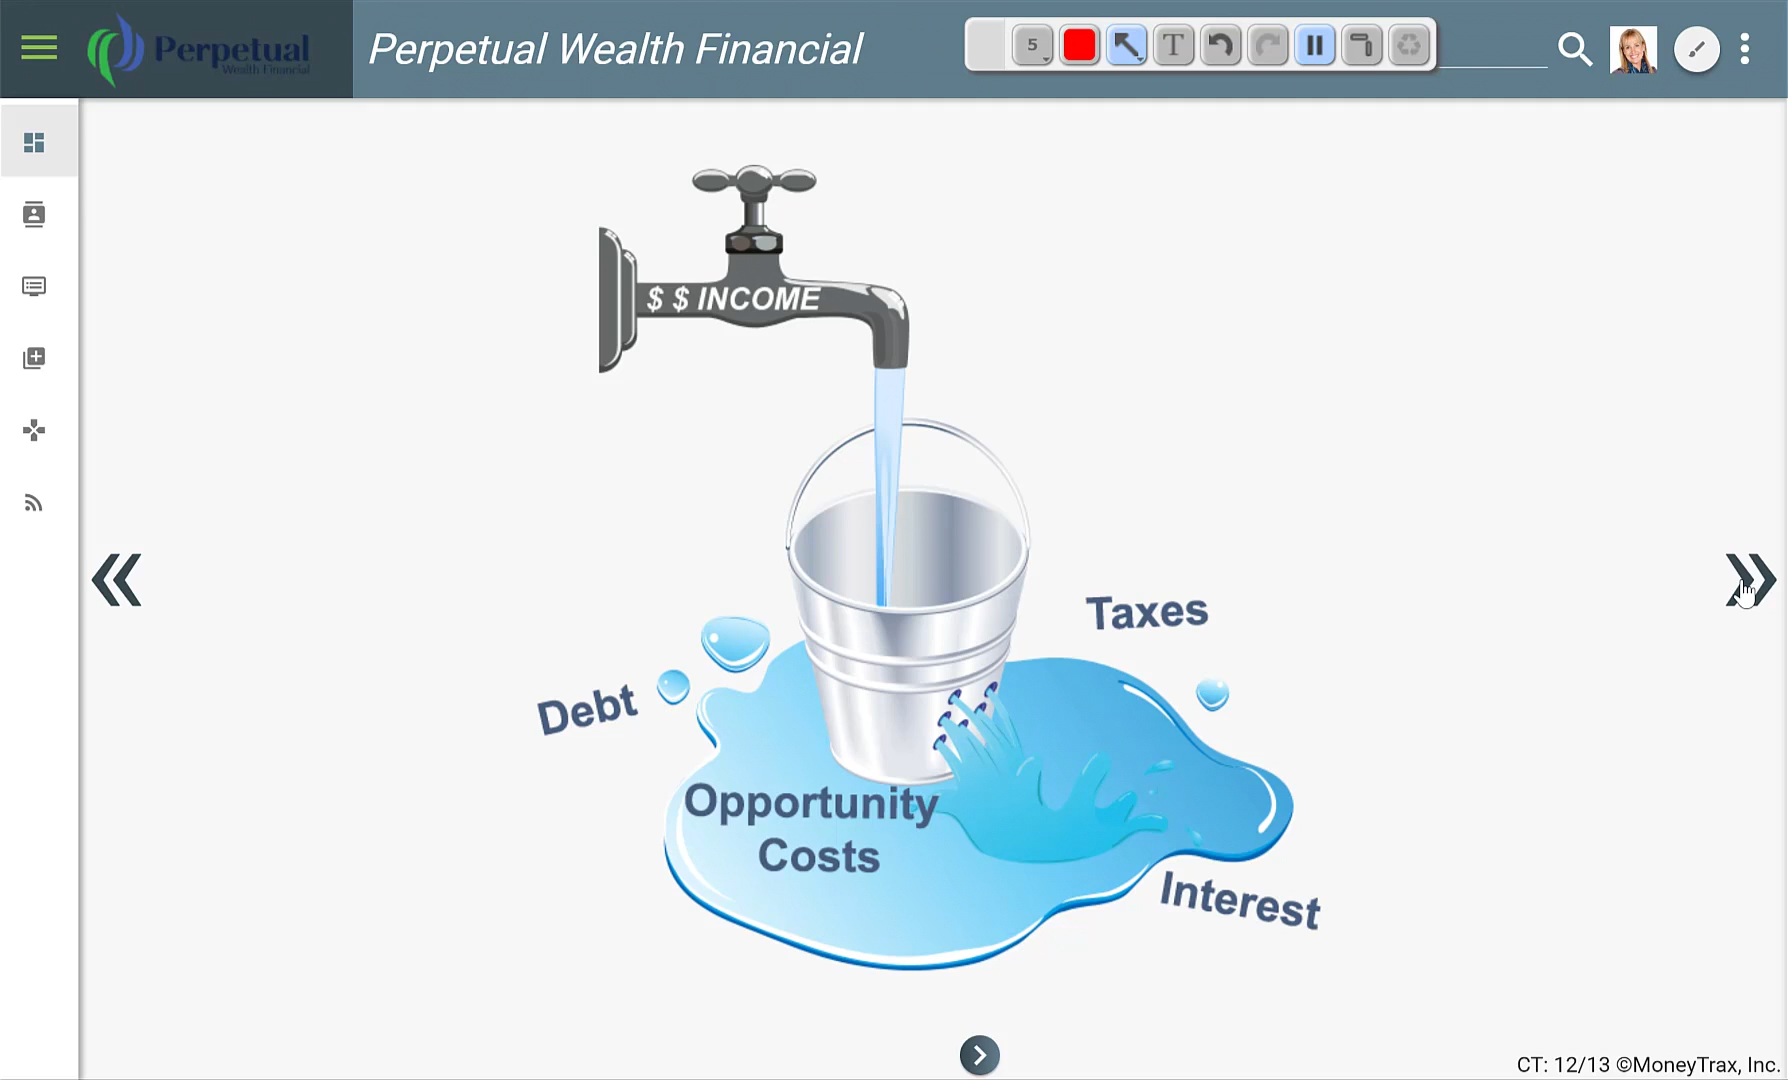 Perpetual
Wealth Financial
Perpetual Wealth Financial
5
T
$ $ INCOME
Taxes
Debt
Opportunity
Costs
Interest
CT: 12/13 ©MoneyTrax, Inc.